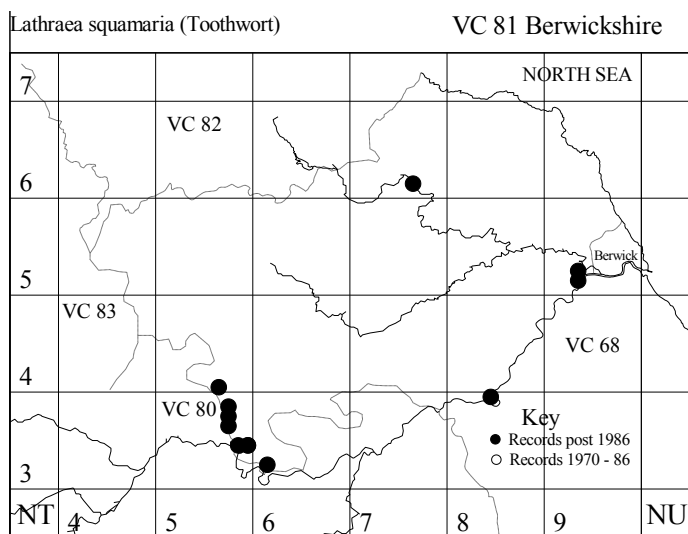 Lathraea squamaria (Toothwort) VC 81 Berwickshire
NORTH SEA
7
VC 82
6
Berwick
5
VC 83
VC 68
4
VC 80
Key
Records post 1986
Records 1970 - 86
3
NT 4 5 6 7 8 9 NU